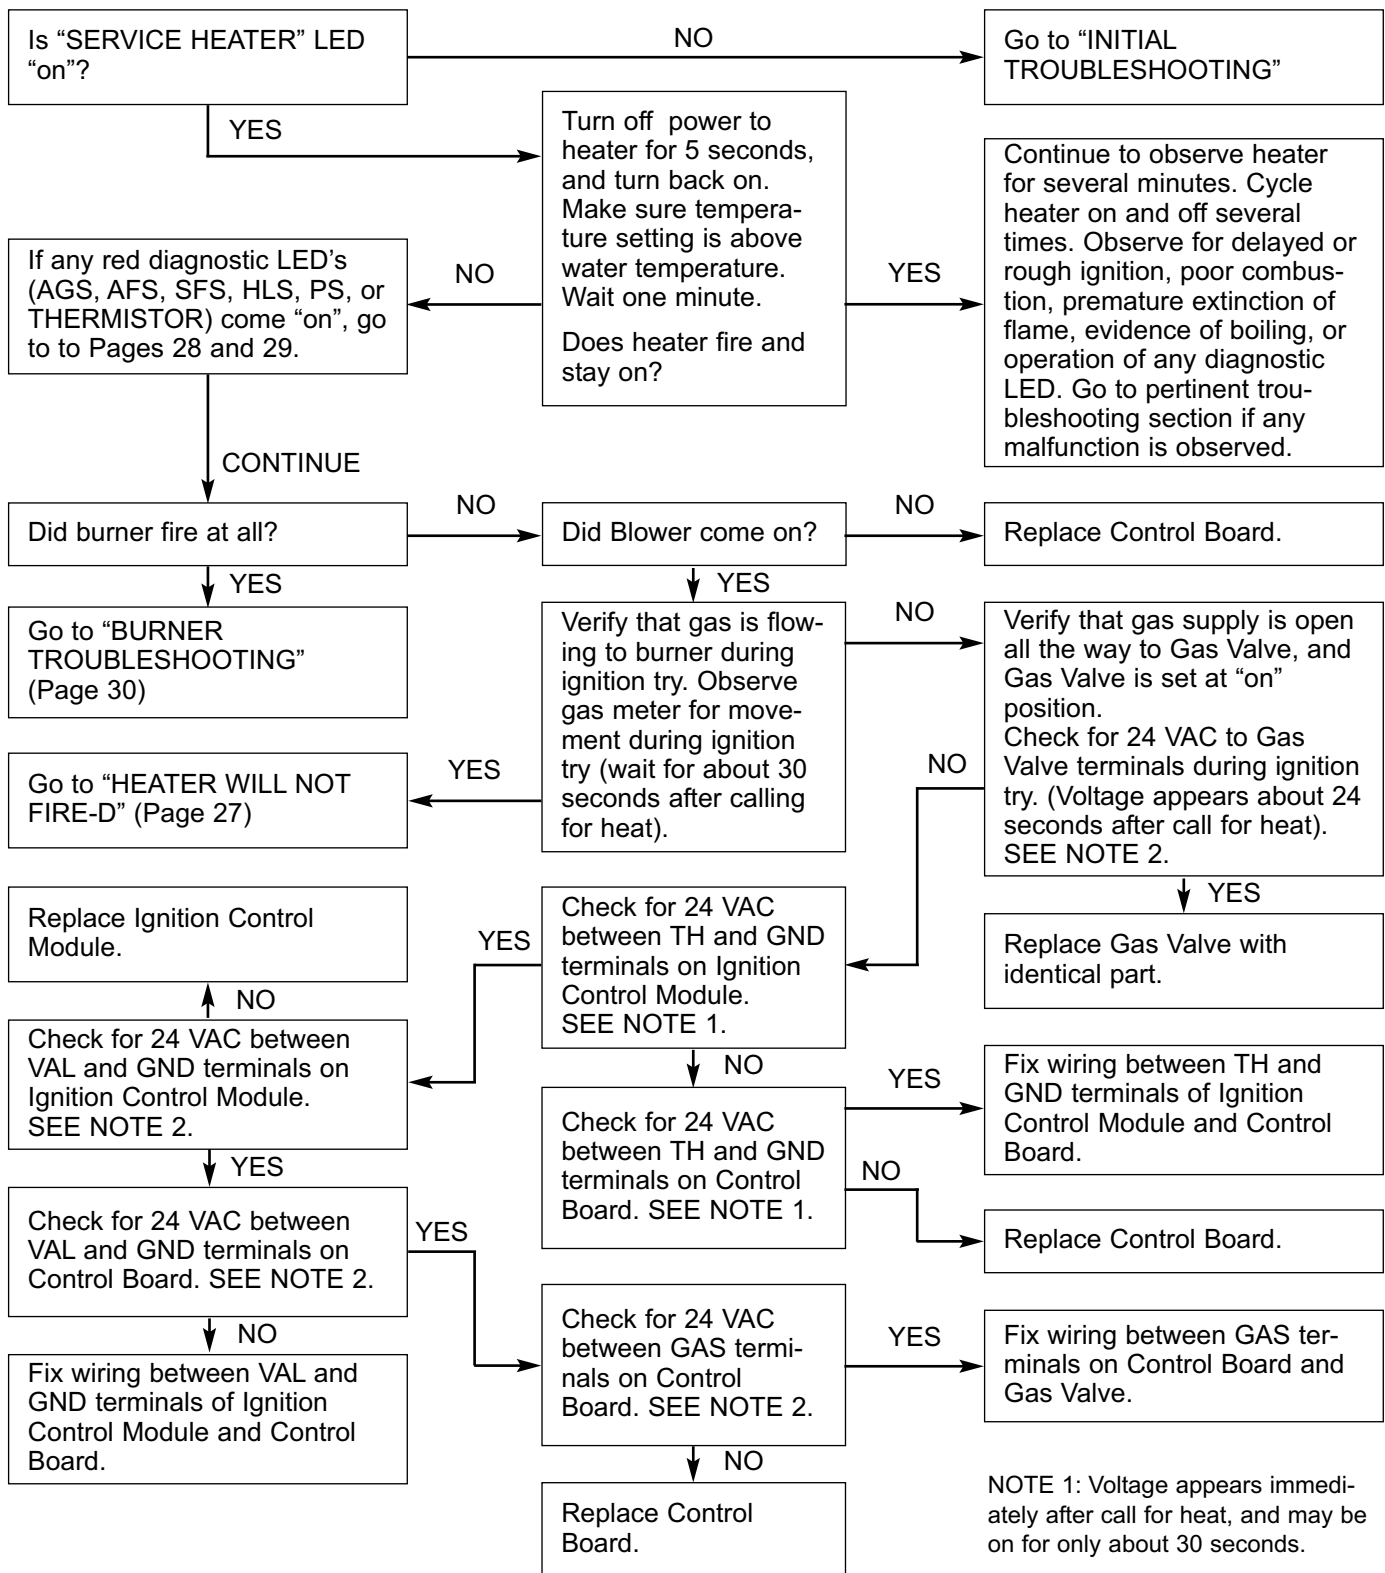 Is “SERVICE HEATER” LED
“on”?
NO
Go to “INITIAL
TROUBLESHOOTING”
YES
Turn off  power to
heater for 5 seconds,
and turn back on.
Make sure tempera-
ture setting is above
water temperature.
Wait one minute.
Does heater fire and
stay on?
YES
Continue to observe heater
for several minutes. Cycle
heater on and off several
times. Observe for delayed or
rough ignition, poor combus-
tion, premature extinction of
flame, evidence of boiling, or
operation of any diagnostic
LED. Go to pertinent trou-
bleshooting section if any
malfunction is observed.
NO
If any red diagnostic LED's
(AGS, AFS, SFS, HLS, PS, or
THERMISTOR) come “on”, go
to to Pages 28 and 29.
CONTINUE
Did burner fire at all?
NO
Did Blower come on?
NO
Replace Control Board.
YES
Go to “BURNER
TROUBLESHOOTING”
(Page 30)
YES
Verify that gas is flow-
ing to burner during
ignition try. Observe
gas meter for move-
ment during ignition
try (wait for about 30
seconds after calling
for heat).
NO
Verify that gas supply is open
all the way to Gas Valve, and
Gas Valve is set at “on”
position.
Check for 24 VAC to Gas
Valve terminals during ignition
try. (Voltage appears about 24
seconds after call for heat).
SEE NOTE 2.
YES
Go to “HEATER WILL NOT
FIRE-D” (Page 27)
NO
YES
Replace Gas Valve with
identical part.
Check for 24 VAC
between TH and GND
terminals on Ignition
Control Module.
SEE NOTE 1.
YES
Replace Ignition Control
Module.
NO
Check for 24 VAC between
VAL and GND terminals on
Ignition Control Module.
SEE NOTE 2.
NO
Check for 24 VAC
between TH and GND
terminals on Control
Board. SEE NOTE 1.
YES
Fix wiring between TH and
GND terminals of Ignition
Control Module and Control
Board.
NO
Replace Control Board.
YES
Check for 24 VAC between
VAL and GND terminals on
Control Board. SEE NOTE 2.
YES
NO
Fix wiring between VAL and
GND terminals of Ignition
Control Module and Control
Board.
Check for 24 VAC
between GAS termi-
nals on Control
Board. SEE NOTE 2.
YES
Fix wiring between GAS ter-
minals on Control Board and
Gas Valve.
NO
Replace Control
Board.
NOTE 1: Voltage appears immedi-
ately after call for heat, and may be
on for only about 30 seconds.